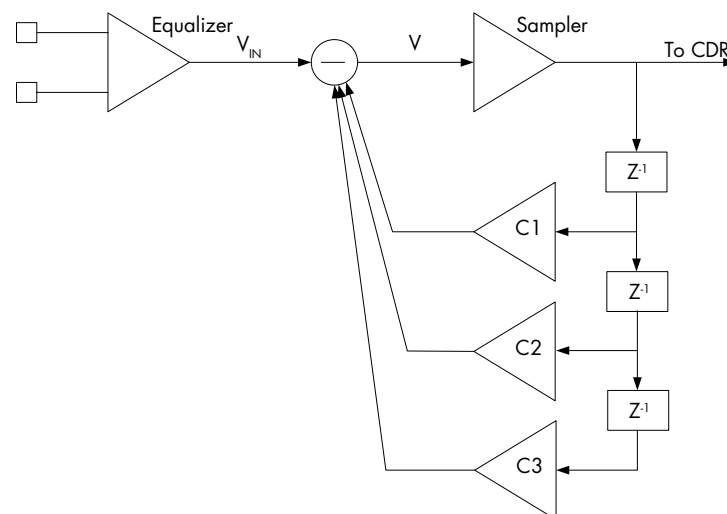 Equalizer
V_IN
V
Sampler
To CDR
Z-1
C1
Z-1
C2
Z-1
C3